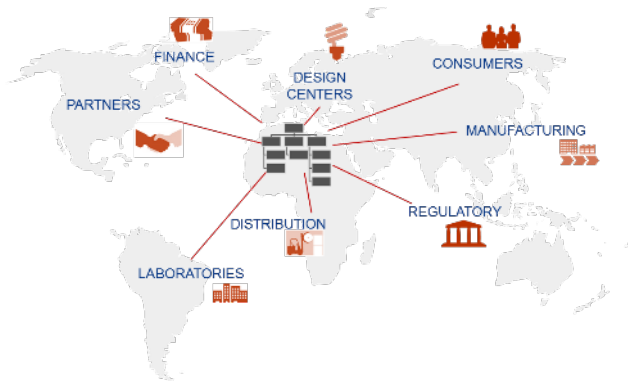 FINANCE
DESIGN
CENTERS
CONSUMERS
PARTNERS
MANUFACTURING
REGULATORY
DISTRIBUTION
LABORATORIES